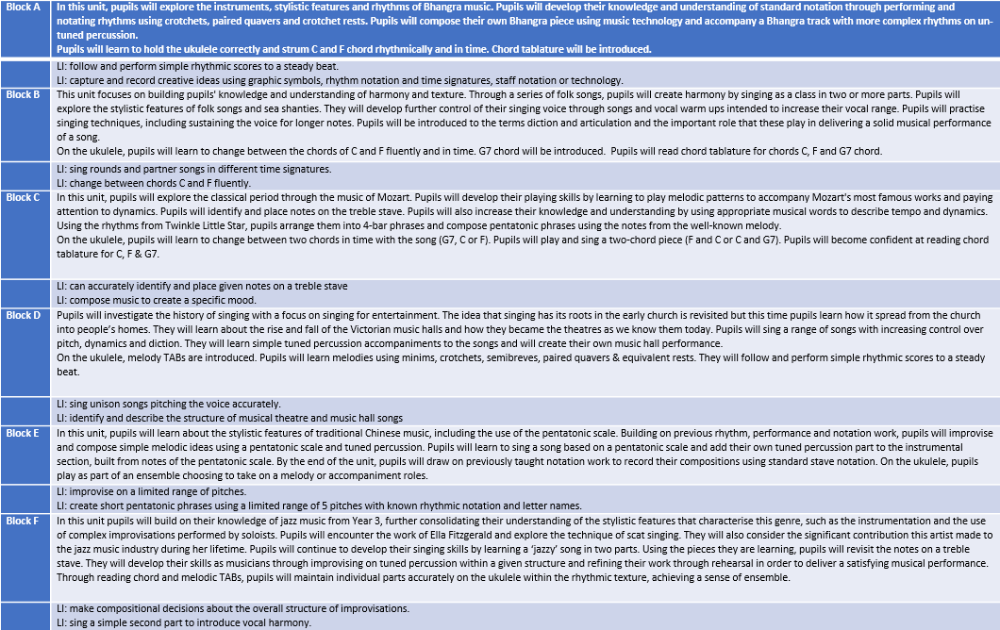 Block A
In this unit, pupils will explore the instruments, stylistic features and rhythms of Bhangra music. Pupils will develop their knowledge and understanding of standard notation through performing and
notating rhythms using crotchets, paired quavers and crotchet rests. Pupils will compose their own Bhangra piece using music technology and accompany a Bhangra track with more complex rhythms on un-
tuned percussion.
Pupils will learn to hold the ukulele correctly and strum C and F chord rhythmically and in time. Chord tablature will be introduced.
LI: follow and perform simple rhythmic scores to a steady beat.
LI: capture and record creative ideas using graphic symbols, rhythm notation and time signatures, staff notation or technology.
Block B
This unit focuses on building pupils' knowledge and understanding of harmony and texture. Through a series of folk songs, pupils will create harmony by singing as a class in two or more parts. Pupils will
explore the stylistic features of folk songs and sea shanties. They will develop further control of their singing voice through songs and vocal warm ups intended to increase their vocal range. Pupils will practise
singing techniques, including sustaining the voice for longer notes. Pupils will be introduced to the terms diction and articulation and the important role that these play in delivering a solid musical performance
of a song.
On the ukulele, pupils will learn to change between the chords of C and F fluently and in time. G7 chord will be introduced.  Pupils will read chord tablature for chords C, F and G7 chord.
LI: sing rounds and partner songs in different time signatures.
LI: change between chords C and F fluently.
Block C
In this unit, pupils will explore the classical period through the music of Mozart. Pupils will develop their playing skills by learning to play melodic patterns to accompany Mozart's most famous works and paying
attention to dynamics. Pupils will identify and place notes on the treble stave. Pupils will also increase their knowledge and understanding by using appropriate musical words to describe tempo and dynamics.
Using the rhythms from Twinkle Little Star, pupils arrange them into 4-bar phrases and compose pentatonic phrases using the notes from the well-known melody.
On the ukulele, pupils will learn to change between two chords in time with the song (G7, C or F). Pupils will play and sing a two-chord piece (F and C or C and G7). Pupils will become confident at reading chord
tablature for C, F & G7.
LI: can accurately identify and place given notes on a treble stave
LI: compose music to create a specific mood.
Block D
Pupils will investigate the history of singing with a focus on singing for entertainment. The idea that singing has its roots in the early church is revisited but this time pupils learn how it spread from the church
into people's homes. They will learn about the rise and fall of the Victorian music halls and how they became the theatres as we know them today. Pupils will sing a range of songs with increasing control over
pitch, dynamics and diction. They will learn simple tuned percussion accompaniments to the songs and will create their own music hall performance.
On the ukulele, melody TABs are introduced. Pupils will learn melodies using minims, crotchets, semibreves, paired quavers & equivalent rests. They will follow and perform simple rhythmic scores to a steady
beat.
LI: sing unison songs pitching the voice accurately.
LI: identify and describe the structure of musical theatre and music hall songs
Block E
In this unit, pupils will learn about the stylistic features of traditional Chinese music, including the use of the pentatonic scale. Building on previous rhythm, performance and notation work, pupils will improvise
and compose simple melodic ideas using a pentatonic scale and tuned percussion. Pupils will learn to sing a song based on a pentatonic scale and add their own tuned percussion part to the instrumental
section, built from notes of the pentatonic scale. By the end of the unit, pupils will draw on previously taught notation work to record their compositions using standard stave notation. On the ukulele, pupils
play as part of an ensemble choosing to take on a melody or accompaniment roles.
LI: improvise on a limited range of pitches.
LI: create short pentatonic phrases using a limited range of 5 pitches with known rhythmic notation and letter names.
Block F
In this unit pupils will build on their knowledge of jazz music from Year 3, further consolidating their understanding of the stylistic features that characterise this genre, such as the instrumentation and the use
of complex improvisations performed by soloists. Pupils will encounter the work of Ella Fitzgerald and explore the technique of scat singing. They will also consider the significant contribution this artist made to
the jazz music industry during her lifetime. Pupils will continue to develop their singing skills by learning a 'jazzy' song in two parts. Using the pieces they are learning, pupils will revisit the notes on a treble
stave. They will develop their skills as musicians through improvising on tuned percussion within a given structure and refining their work through rehearsal in order to deliver a satisfying musical performance.
Through reading chord and melodic TABs, pupils will maintain individual parts accurately on the ukulele within the rhythmic texture, achieving a sense of ensemble.
LI: make compositional decisions about the overall structure of improvisations.
LI: sing a simple second part to introduce vocal harmony.